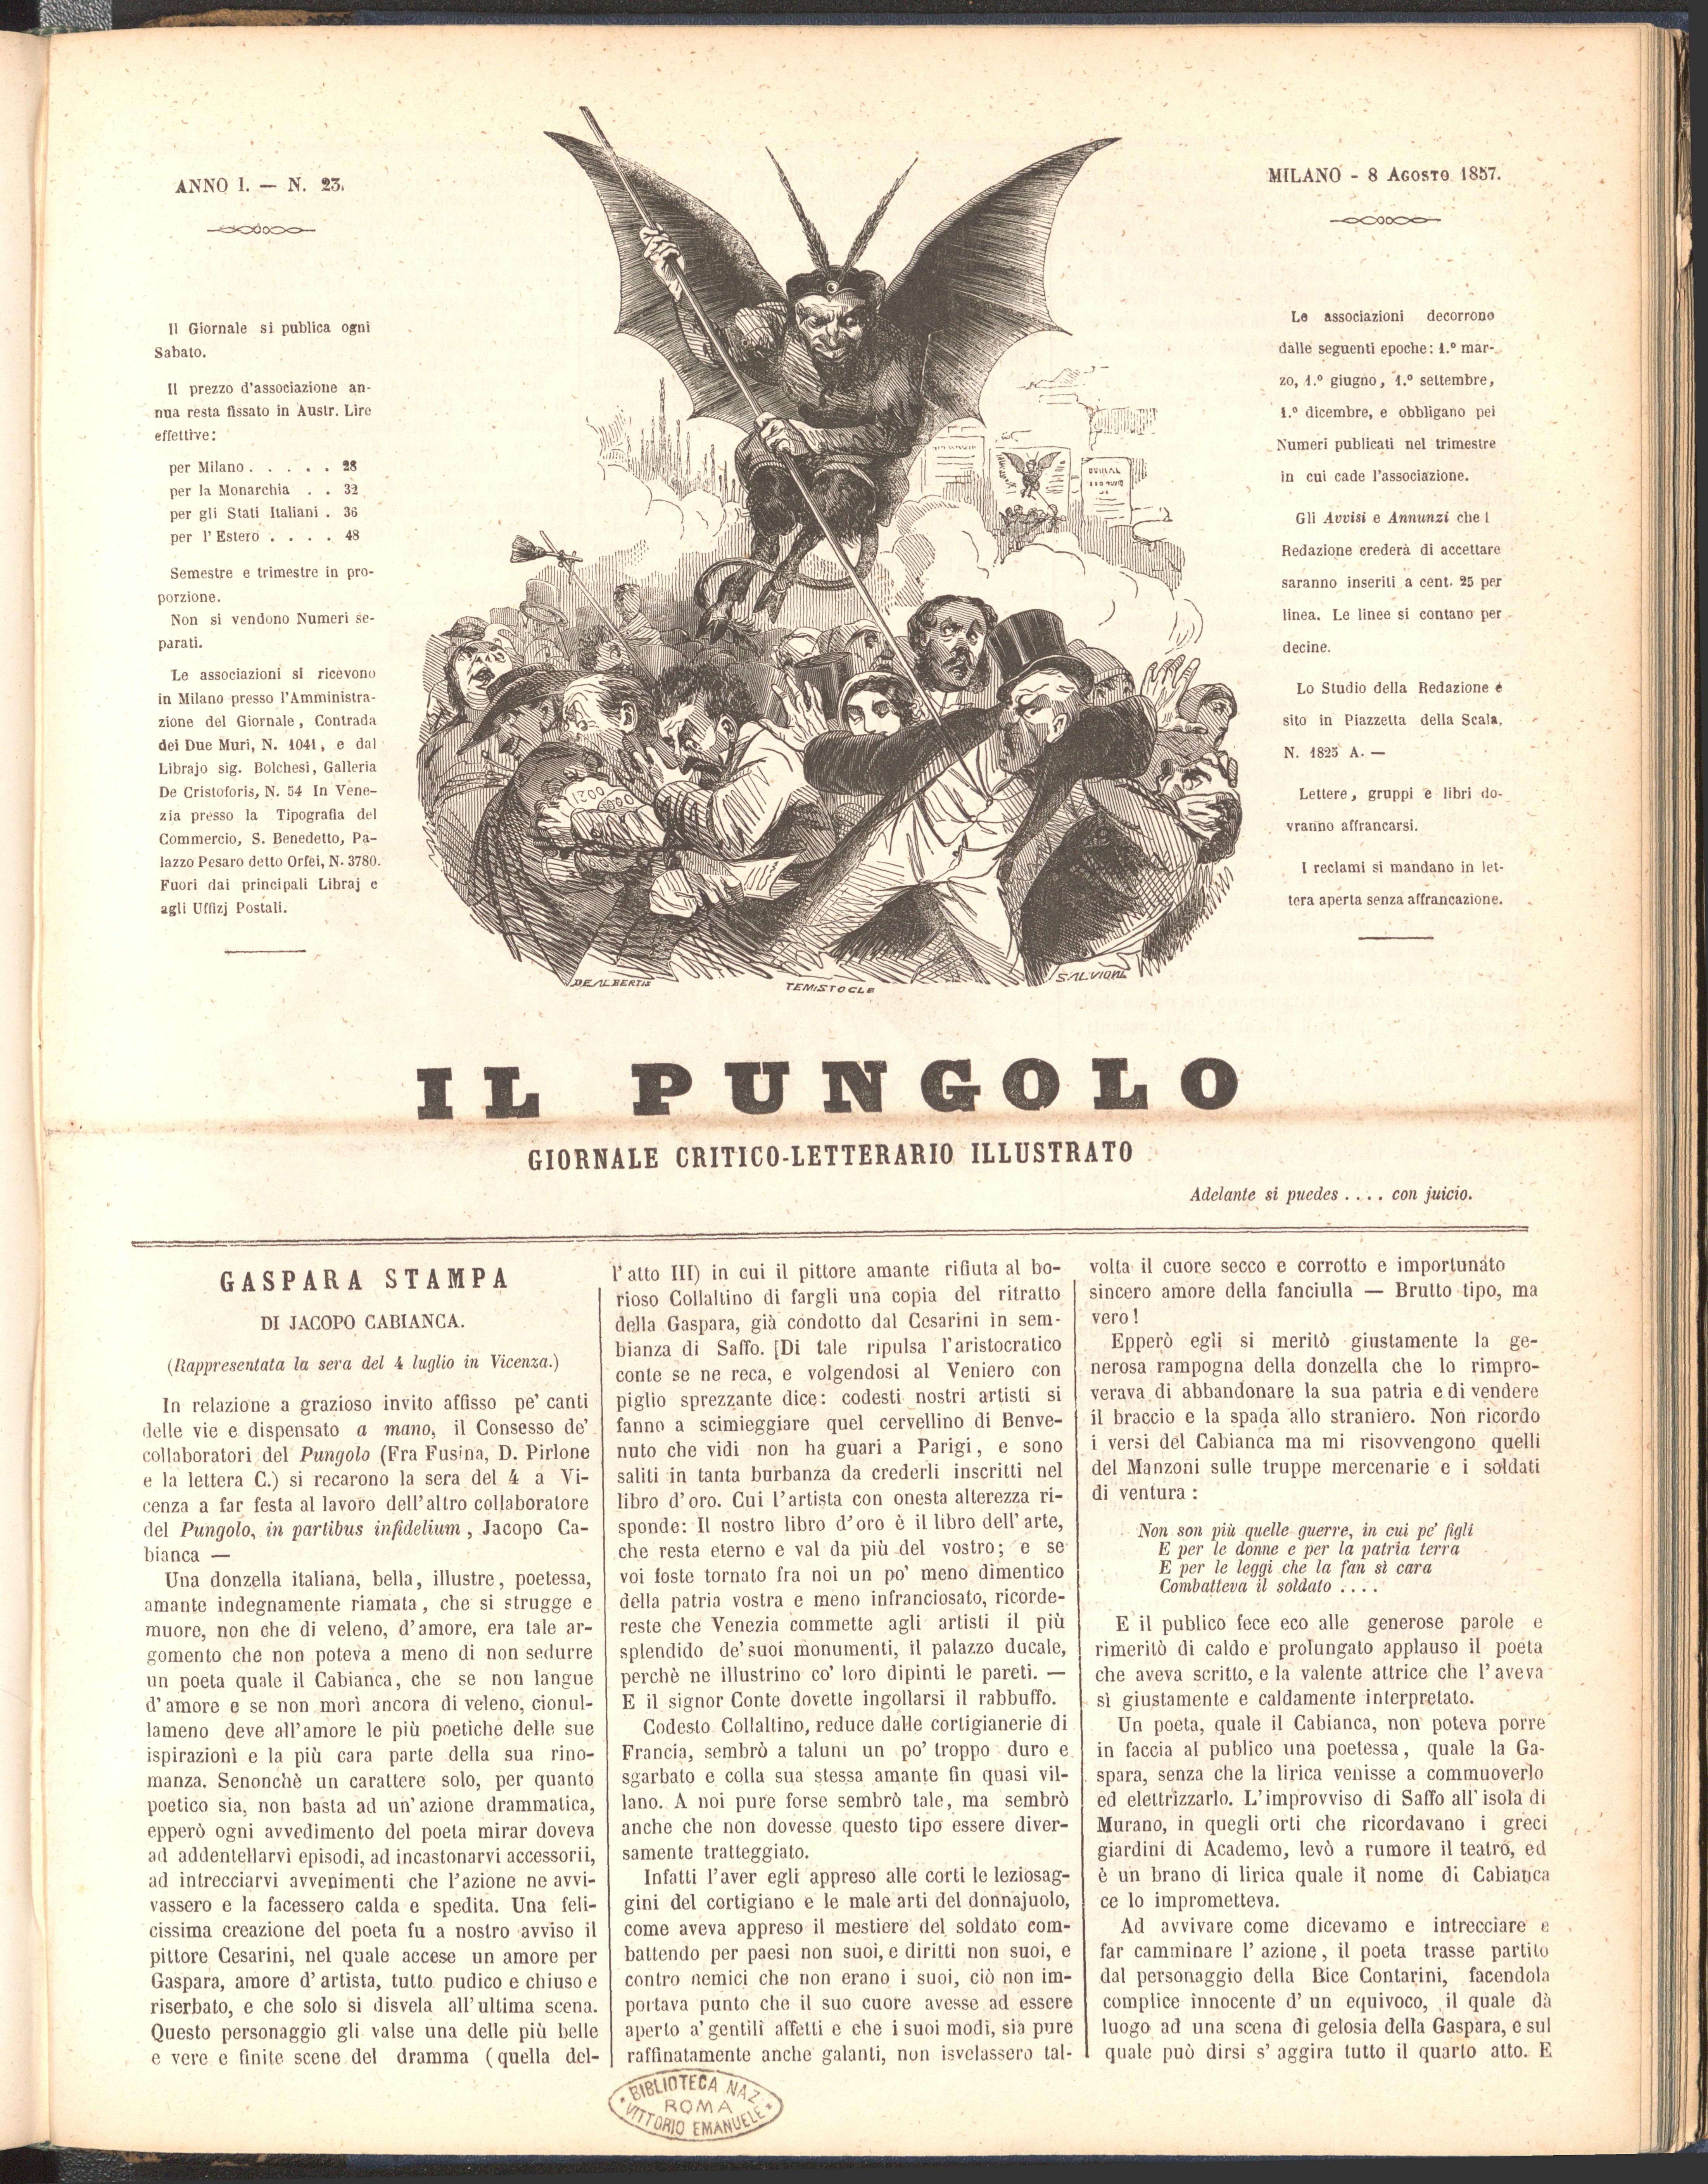 ANNO I. — N. 23.
MILANO - 8 AGOSTO 1857.
Il Giornale si publica ogni
Sabato.
Il prezzo d'associazione an-
nua resta fissato in Austr. Lire
effettive:
per Milano . . . . . 28
per la Monarchia . . 32
per gli Stati Italiani . 36
per l'Estero . . . . 48
Semestre e trimestre in pro-
porzione.
Non si vendono Numeri se-
parati.
Le associazioni si ricevono
in Milano presso l'Amministra-
zione del Giornale, Contrada
dei Due Muri, N. 1041, e dal
Librajo sig. Bolchesi, Galleria
De Cristoforis, N. 54 In Vene-
zia presso la Tipografia del
Commercio, S. Benedetto, Pa-
lazzo Pesaro detto Orfei, N. 3780.
Fuori dai principali Libraj e
agli Uffizj Postali.
Le associazioni decorrono
dalle seguenti epoche: 1.º mar-
zo, 1.º giugno, 1.º settembre,
1.º dicembre, e obbligano pei
Numeri publicati nel trimestre
in cui cade l'associazione.
Gli Avvisi e Annunzi che l
Redazione crederà di accettare
saranno inseriti a cent. 25 per
linea. Le linee si contano per
decine.
Lo Studio della Redazione è
sito in Piazzetta della Scala,
N. 1825 A. —
Lettere, gruppi e libri do-
vranno affrancarsi.
I reclami si mandano in let-
tera aperta senza affrancazione.
DEALBERTIS
TEMISTOCLE
SALVIONI
IL PUNGOLO
GIORNALE CRITICO-LETTERARIO ILLUSTRATO
Adelante si puedes .... con juicio.
GASPARA STAMPA
DI JACOPO CABIANCA.
(Rappresentata la sera del 4 luglio in Vicenza.)
In relazione a grazioso invito affisso pe' canti
delle vie e dispensato a mano, il Consesso de'
collaboratori del Pungolo (Fra Fusina, D. Pirlone
e la lettera C.) si recarono la sera del 4 a Vi-
cenza a far festa al lavoro dell'altro collaboratore
del Pungolo, in partibus infidelium, Jacopo Ca-
bianca —
Una donzella italiana, bella, illustre, poetessa,
amante indegnamente riamata, che si strugge e
muore, non che di veleno, d'amore, era tale ar-
gomento che non poteva a meno di non sedurre
un poeta quale il Cabianca, che se non langue
d'amore e se non morì ancora di veleno, cionul-
lameno deve all'amore le più poetiche delle sue
ispirazioni e la più cara parte della sua rino-
manza. Senonchè un carattere solo, per quanto
poetico sia, non basta ad un'azione drammatica,
epperò ogni avvedimento del poeta mirar doveva
ad addentellarvi episodi, ad incastonarvi accessorii,
ad intrecciarvi avvenimenti che l'azione ne avvi-
vassero e la facessero calda e spedita. Una feli-
cissima creazione del poeta fu a nostro avviso il
pittore Cesarini, nel quale accese un amore per
Gaspara, amore d'artista, tutto pudico e chiuso e
riserbato, e che solo si disvela all'ultima scena.
Questo personaggio gli valse una delle più belle
e vere e finite scene del dramma (quella del-
l'atto III) in cui il pittore amante rifiuta al bo-
rioso Collaltino di fargli una copia del ritratto
della Gaspara, già condotto dal Cesarini in sem-
bianza di Saffo. [Di tale ripulsa l'aristocratico
conte se ne reca, e volgendosi al Veniero con
piglio sprezzante dice: codesti nostri artisti si
fanno a scimieggiare quel cervellino di Benve-
nuto che vidi non ha guari a Parigi, e sono
saliti in tanta burbanza da crederli inscritti nel
libro d'oro. Cui l'artista con onesta alterezza ri-
sponde: Il nostro libro d'oro è il libro dell'arte,
che resta eterno e val da più del vostro; e se
voi foste tornato fra noi un po' meno dimentico
della patria vostra e meno infranciosato, ricorde-
reste che Venezia commette agli artisti il più
splendido de'suoi monumenti, il palazzo ducale,
perchè ne illustrino co' loro dipinti le pareti. —
E il signor Conte dovette ingollarsi il rabbuffo.
Codesto Collaltino, reduce dalle cortigianerie di
Francia, sembrò a taluni un po' troppo duro e
sgarbato e colla sua stessa amante fin quasi vil-
lano. A noi pure forse sembrò tale, ma sembrò
anche che non dovesse questo tipo essere diver-
samente tratteggiato.
Infatti l'aver egli appreso alle corti le leziosag-
gini del cortigiano e le male arti del donnajuolo,
come aveva appreso il mestiere del soldato com-
battendo per paesi non suoi, e diritti non suoi, e
contro nemici che non erano i suoi, ciò non im-
portava punto che il suo cuore avesse ad essere
aperto a'gentili affetti e che i suoi modi, sia pure
raffinatamente anche galanti, non isvelassero tal-
volta il cuore secco e corrotto e importunato
sincero amore della fanciulla — Brutto tipo, ma
vero!
Epperò egli si meritò giustamente la ge-
nerosa rampogna della donzella che lo rimpro-
verava di abbandonare la sua patria e di vendere
il braccio e la spada allo straniero. Non ricordo
i versi del Cabianca ma mi risovvengono quelli
del Manzoni sulle truppe mercenarie e i soldati
di ventura:
Non son più quelle guerre, in cui pe' figli
E per le donne e per la patria terra
E per le leggi che la fan sì cara
Combatteva il soldato ....
E il publico fece eco alle generose parole e
rimeritò di caldo e prolungato applauso il poeta
che aveva scritto, e la valente attrice che l'aveva
sì giustamente e caldamente interpretato.
Un poeta, quale il Cabianca, non poteva porre
in faccia al publico una poetessa, quale la Ga-
spara, senza che la lirica venisse a commuoverlo
ed elettrizzarlo. L'improvviso di Saffo all'isola di
Murano, in quegli orti che ricordavano i greci
giardini di Academo, levò a rumore il teatro, ed
è un brano di lirica quale il nome di Cabianca
ce lo imprometteva.
Ad avvivare come dicevamo e intrecciare e
far camminare l'azione, il poeta trasse partito
dal personaggio della Bice Contarini, facendola
complice innocente d'un equivoco, il quale dà
luogo ad una scena di gelosia della Gaspara, e sul
quale può dirsi s'aggira tutto il quarto atto. E
BIBLIOTECA NAZ.
ROMA
VITTORIO EMANUELE